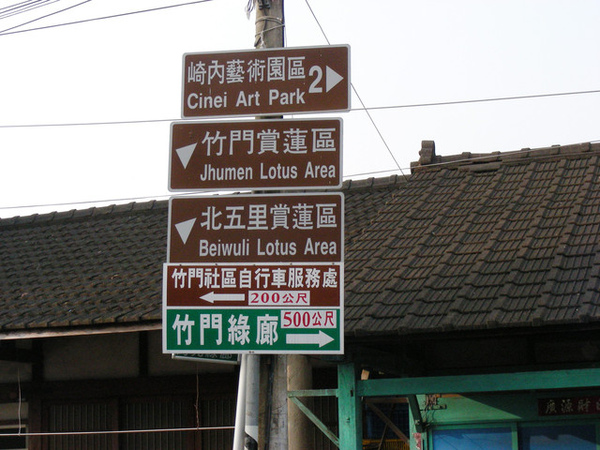 崎內藝術園區
Cinei Art Park
2
竹門賞蓮區
Jhumen Lotus Area
北五里賞蓮區
Beiwuli Lotus Area
竹門社區自行車服務處
200公尺
竹門綠廊
500公尺